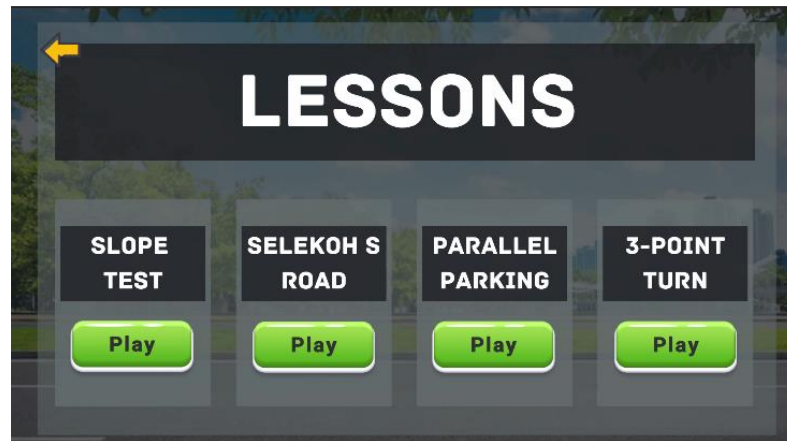 LESSONS
SLOPE
TEST
Play
SELEKOH S
ROAD
Play
PARALLEL
PARKING
Play
3-POINT
TURN
Play